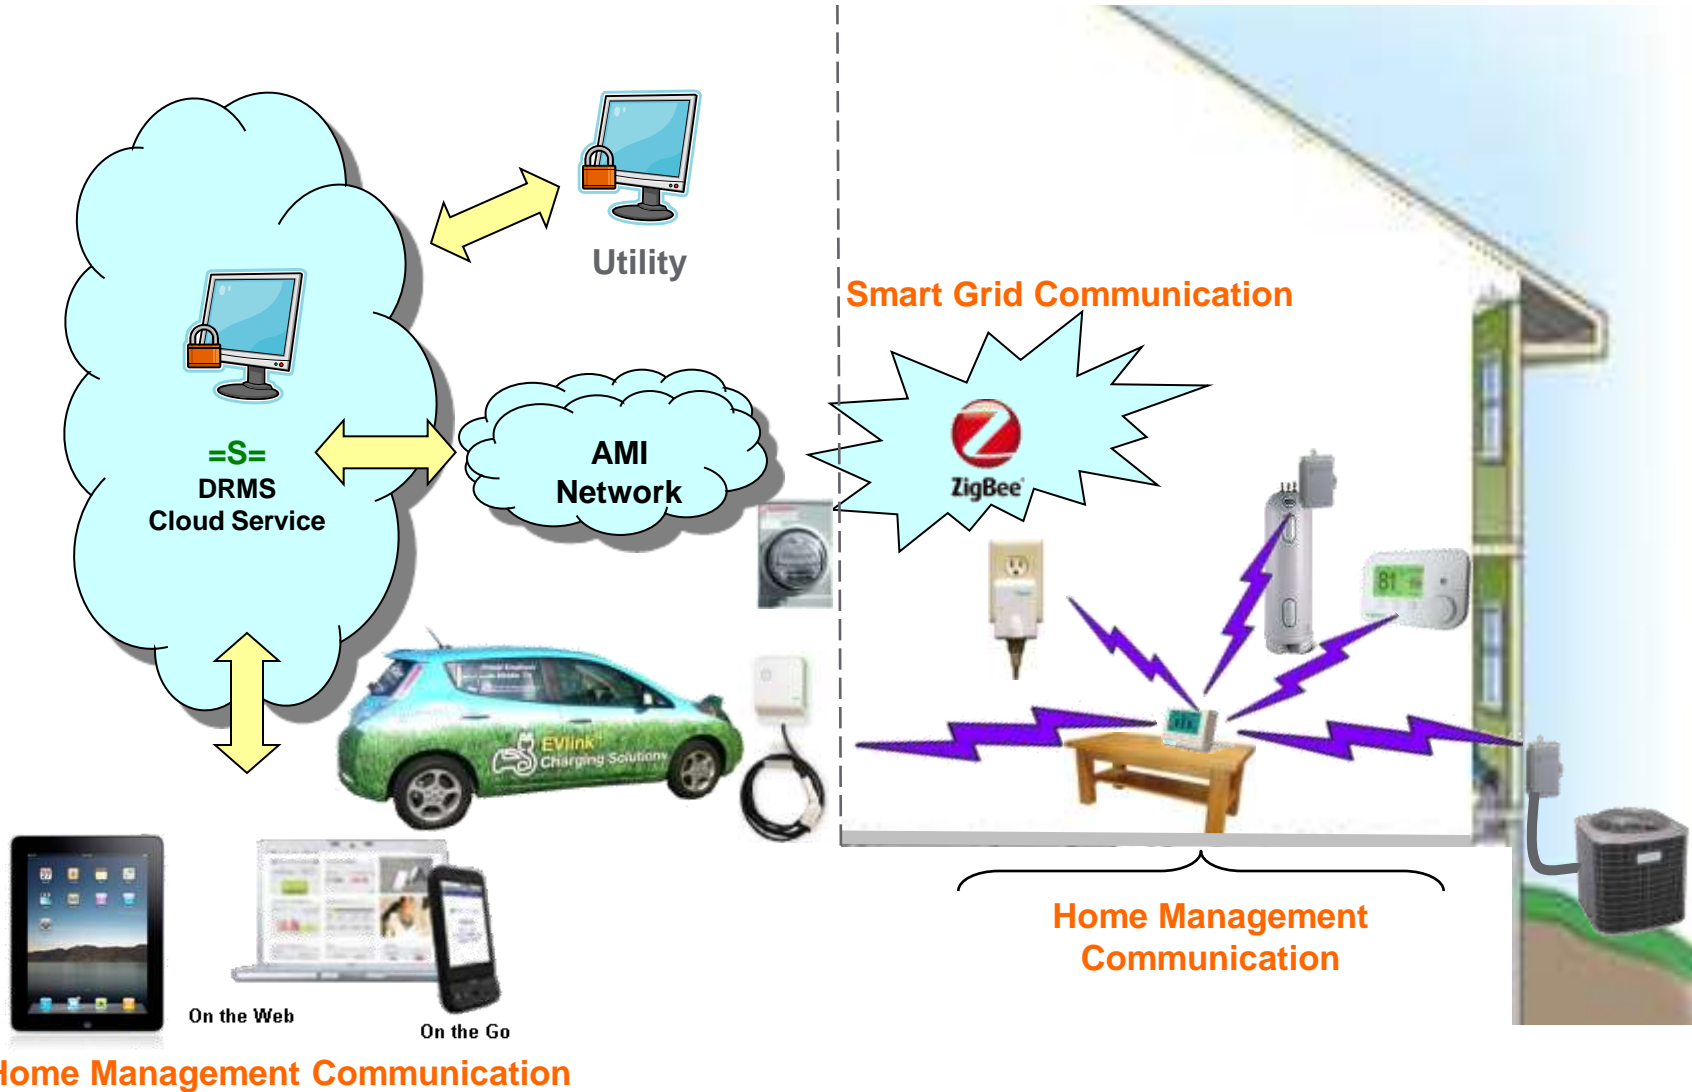 Utility
Smart Grid Communication
=S=
DRMS
Cloud Service
AMI
Network
ZigBee
81
EVlink
Charging Solutions
Home Management
Communication
On the Web
On the Go
Home Management Communication